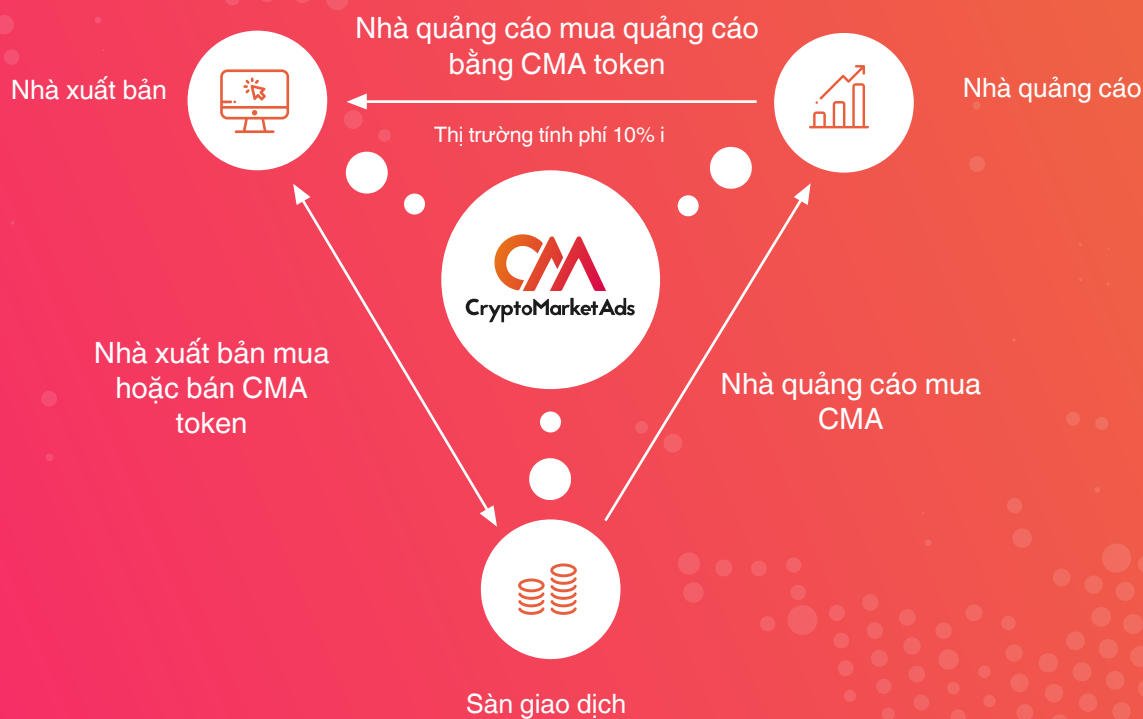 Nhà quảng cáo mua quảng cáo
bằng CMA token
Nhà xuất bản
Nhà quảng cáo
Thị trường tính phí 10% i
CMA
CryptoMarketAds
Nhà xuất bản mua
hoặc bán CMA
token
Nhà quảng cáo mua
CMA
Sàn giao dịch